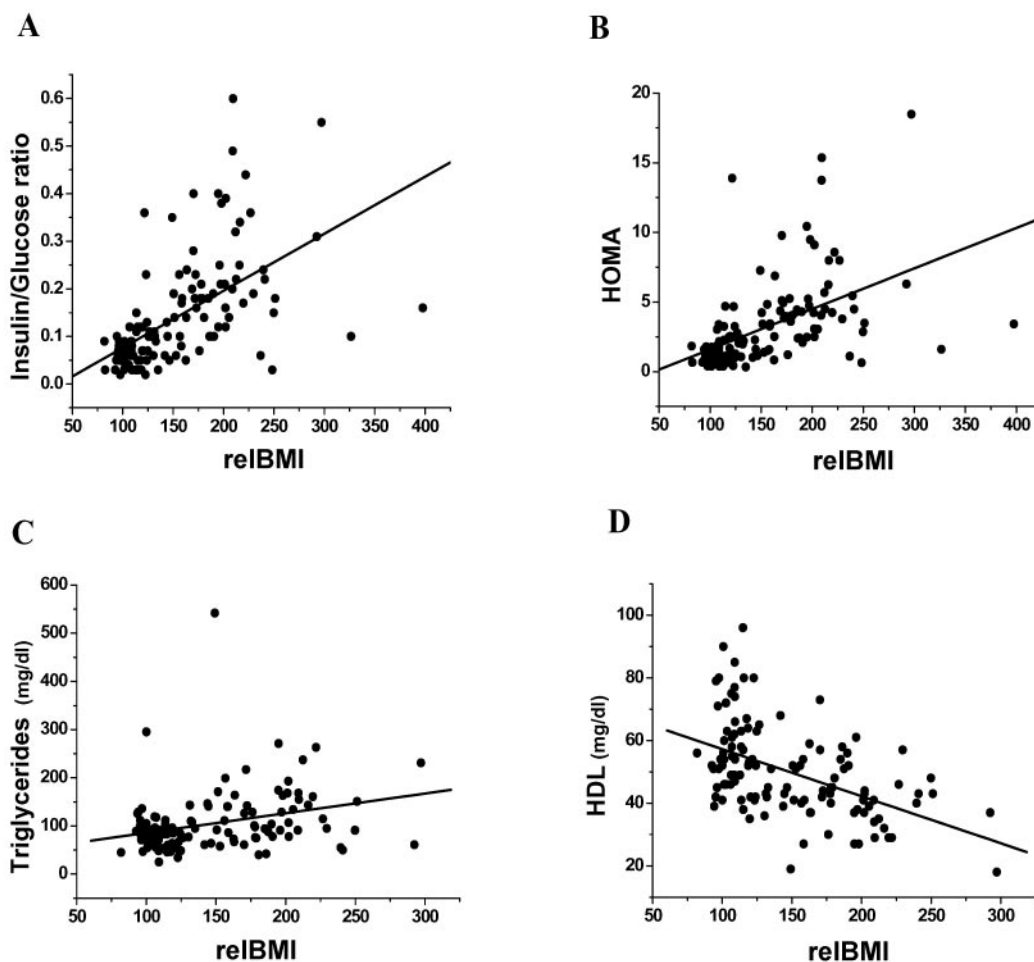 A
Insulin/Glucose ratio
0.6
0.5
0.4
0.3
0.2
0.1
0.0
50 100 150 200 250 300 350 400
relBMI
B
HOMA
20
15
10
5
0
50 100 150 200 250 300 350 400
relBMI
C
Triglycerides (mg/dl)
600
500
400
300
200
100
0
50 100 150 200 250 300
relBMI
D
HDL (mg/dl)
100
80
60
40
20
50 100 150 200 250 300
relBMI